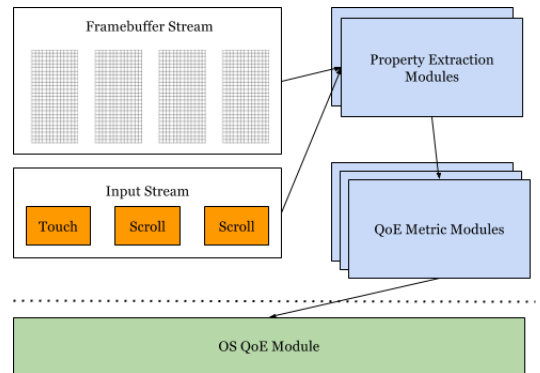 Framebuffer Stream
Property Extraction
Modules
Input Stream
Touch
Scroll
Scroll
QoE Metric Modules
OS QoE Module